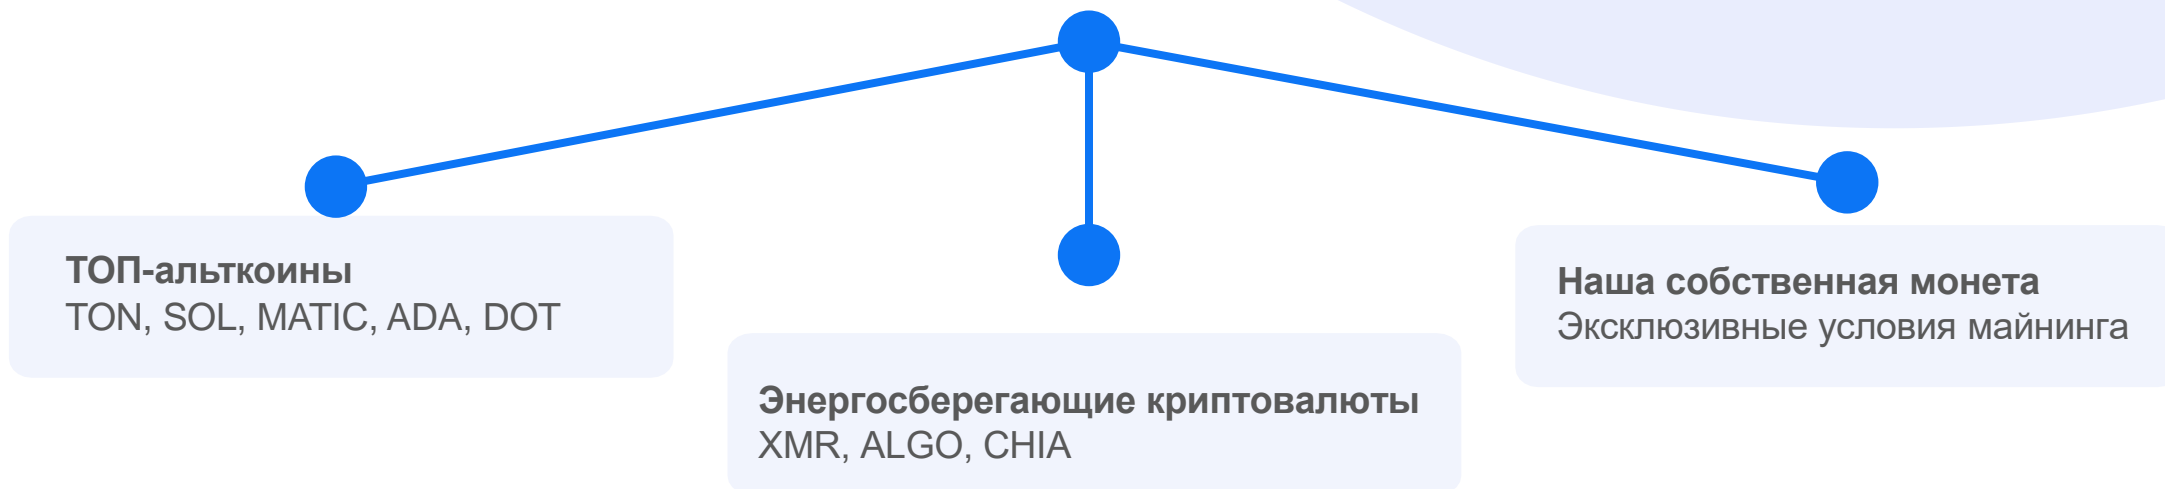 ТОП-альткоины
TON, SOL, MATIC, ADA, DOT
Энергосберегающие криптовалюты
XMR, ALGO, CHIA
Наша собственная монета
Эксклюзивные условия майнинга